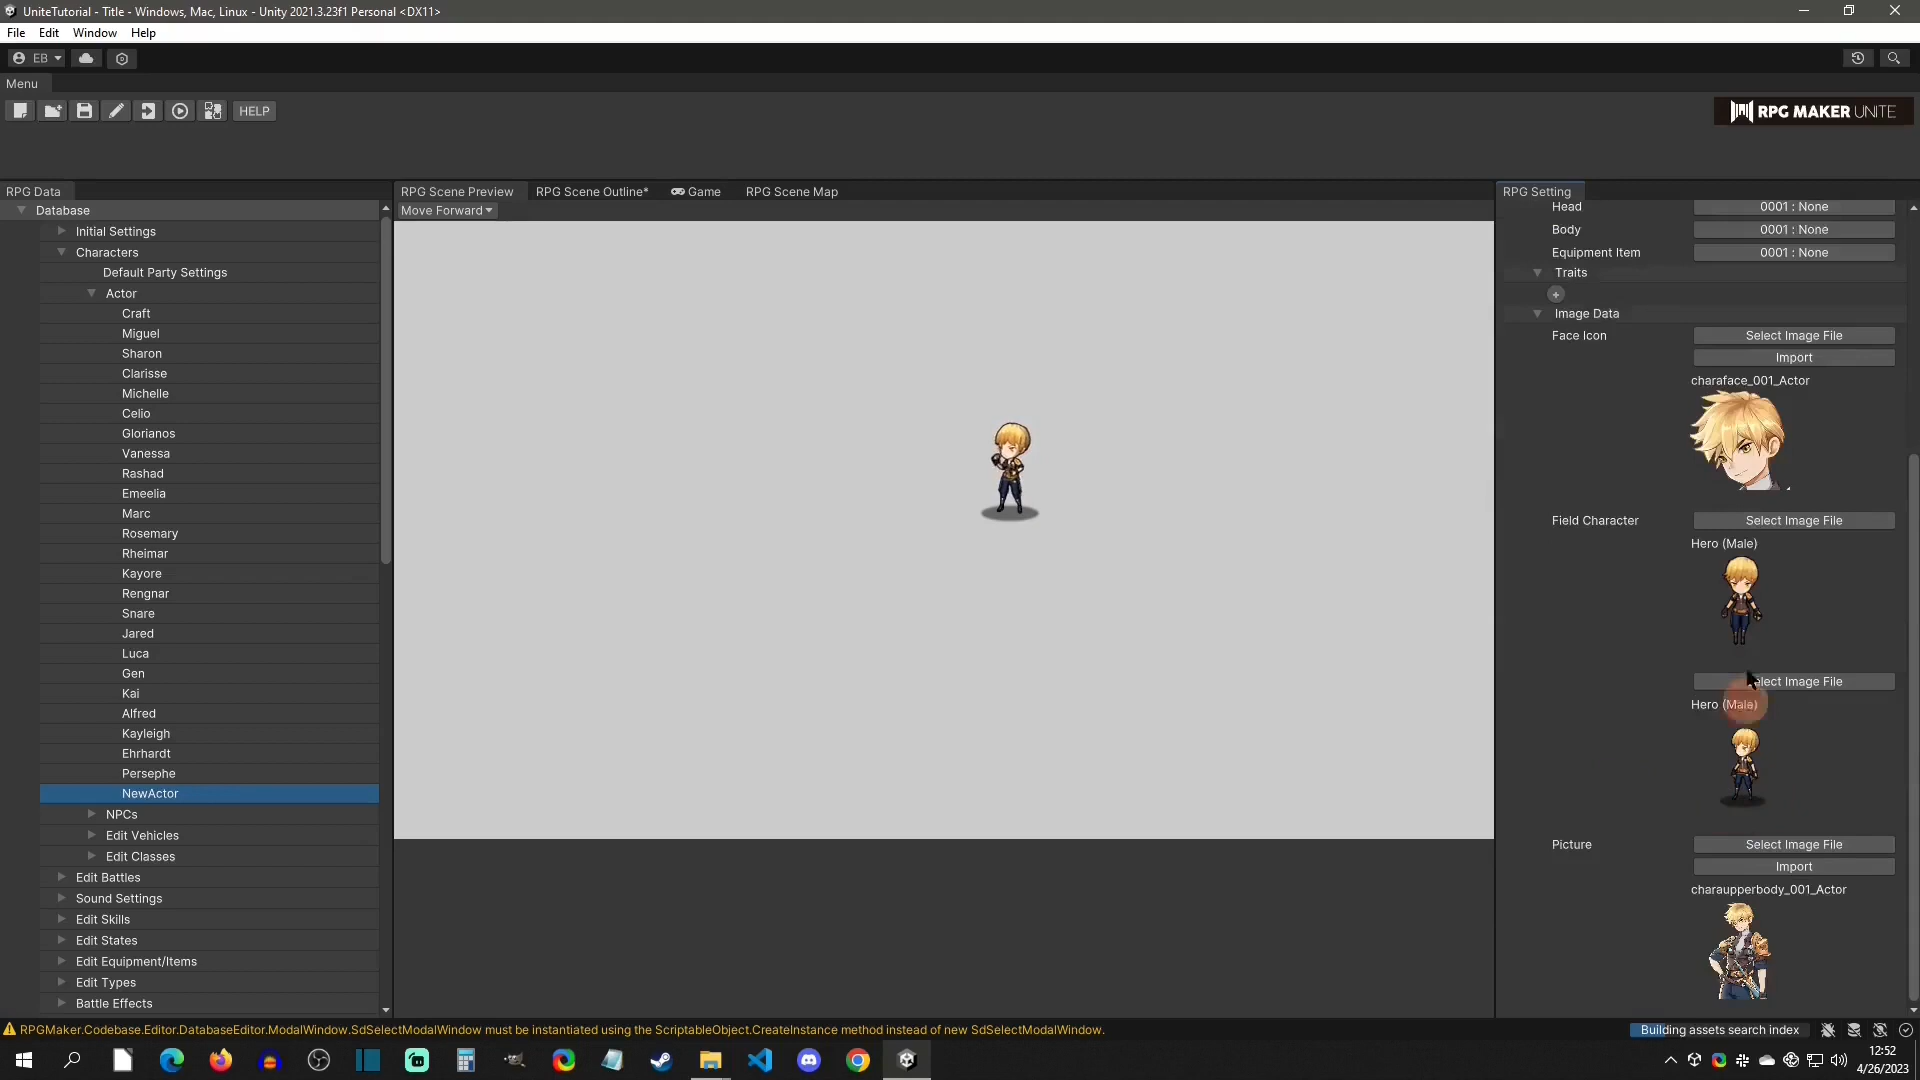 UniteTutorial - Title - Windows, Mac, Linux - Unity 2021.3.23f1 Personal <DX11>
File Edit Window Help
EB
Menu
HELP
RPG MAKER UNITE
RPG Data
Database
Initial Settings
Characters
Default Party Settings
Actor
Craft
Miguel
Sharon
Clarisse
Michelle
Celio
Glorianos
Vanessa
Rashad
Emeelia
Marc
Rosemary
Rheimar
Kayore
Rengnar
Snare
Jared
Luca
Gen
Kai
Alfred
Kayleigh
Ehrhardt
Persephe
NewActor
NPCs
Edit Vehicles
Edit Classes
Edit Battles
Sound Settings
Edit Skills
Edit States
Edit Equipment/Items
Edit Types
Battle Effects
RPG Scene Preview RPG Scene Outline* Game RPG Scene Map
Move Forward
RPG Setting
Head 0001 : None
Body 0001 : None
Equipment Item 0001 : None
Traits
Image Data
Face Icon Select Image File
Import
charaface_001_Actor
Field Character Select Image File
Hero (Male)
elect Image File
Hero (Male)
Picture Select Image File
Import
charaupperbody_001_Actor
RPGMaker.Codebase.Editor.DatabaseEditor.ModalWindow.SdSelectModalWindow must be instantiated using the ScriptableObject.CreateInstance method instead of new SdSelectModalWindow.
Building assets search index
12:52
4/26/2023